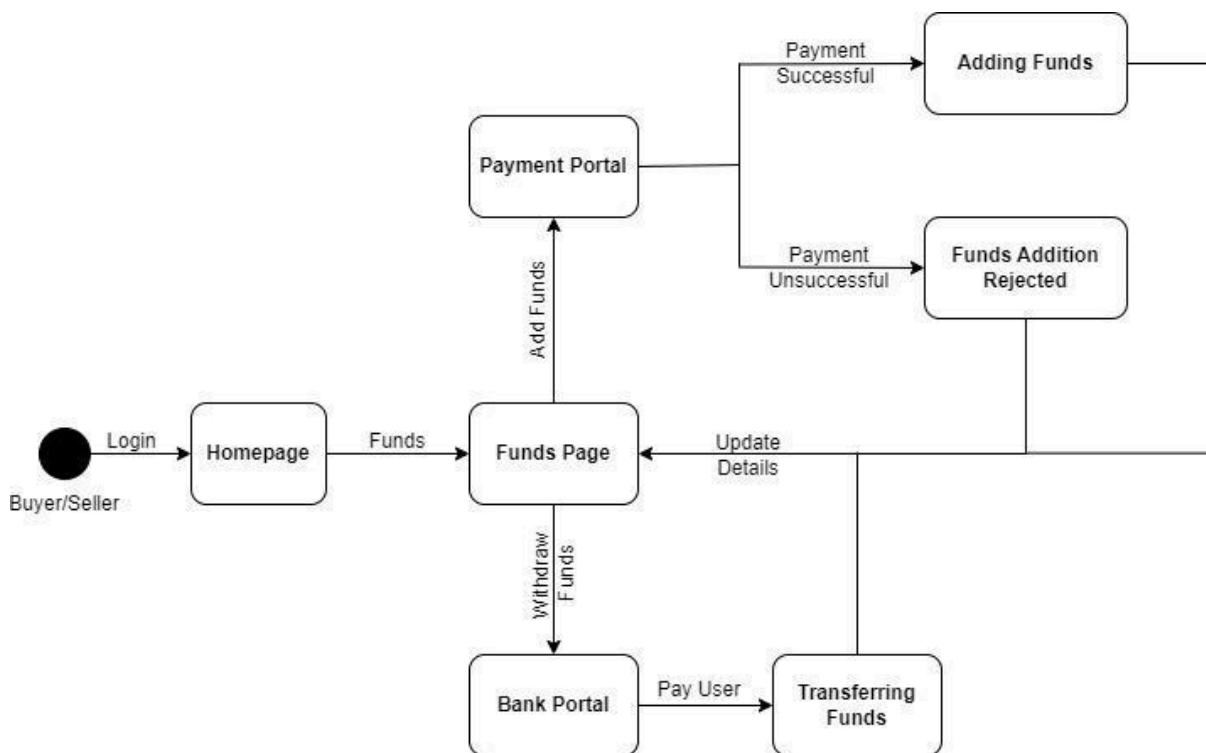 Payment
Successful
Adding Funds
Payment Portal
Payment
Unsuccessful
Funds Addition
Rejected
Add Funds
Login
Buyer/Seller
Homepage
Funds
Funds Page
Update
Details
Withdraw
Funds
Bank Portal
Pay User
Transferring
Funds